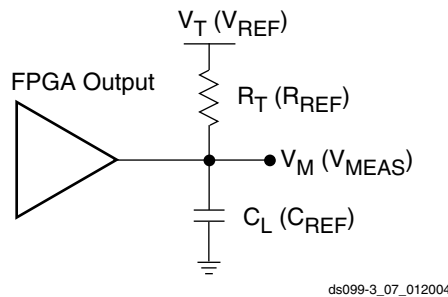 VT (VREF)
FPGA Output
RT (RREF)
VM (VMEAS)
CL (CREF)
ds099-3_07_012004